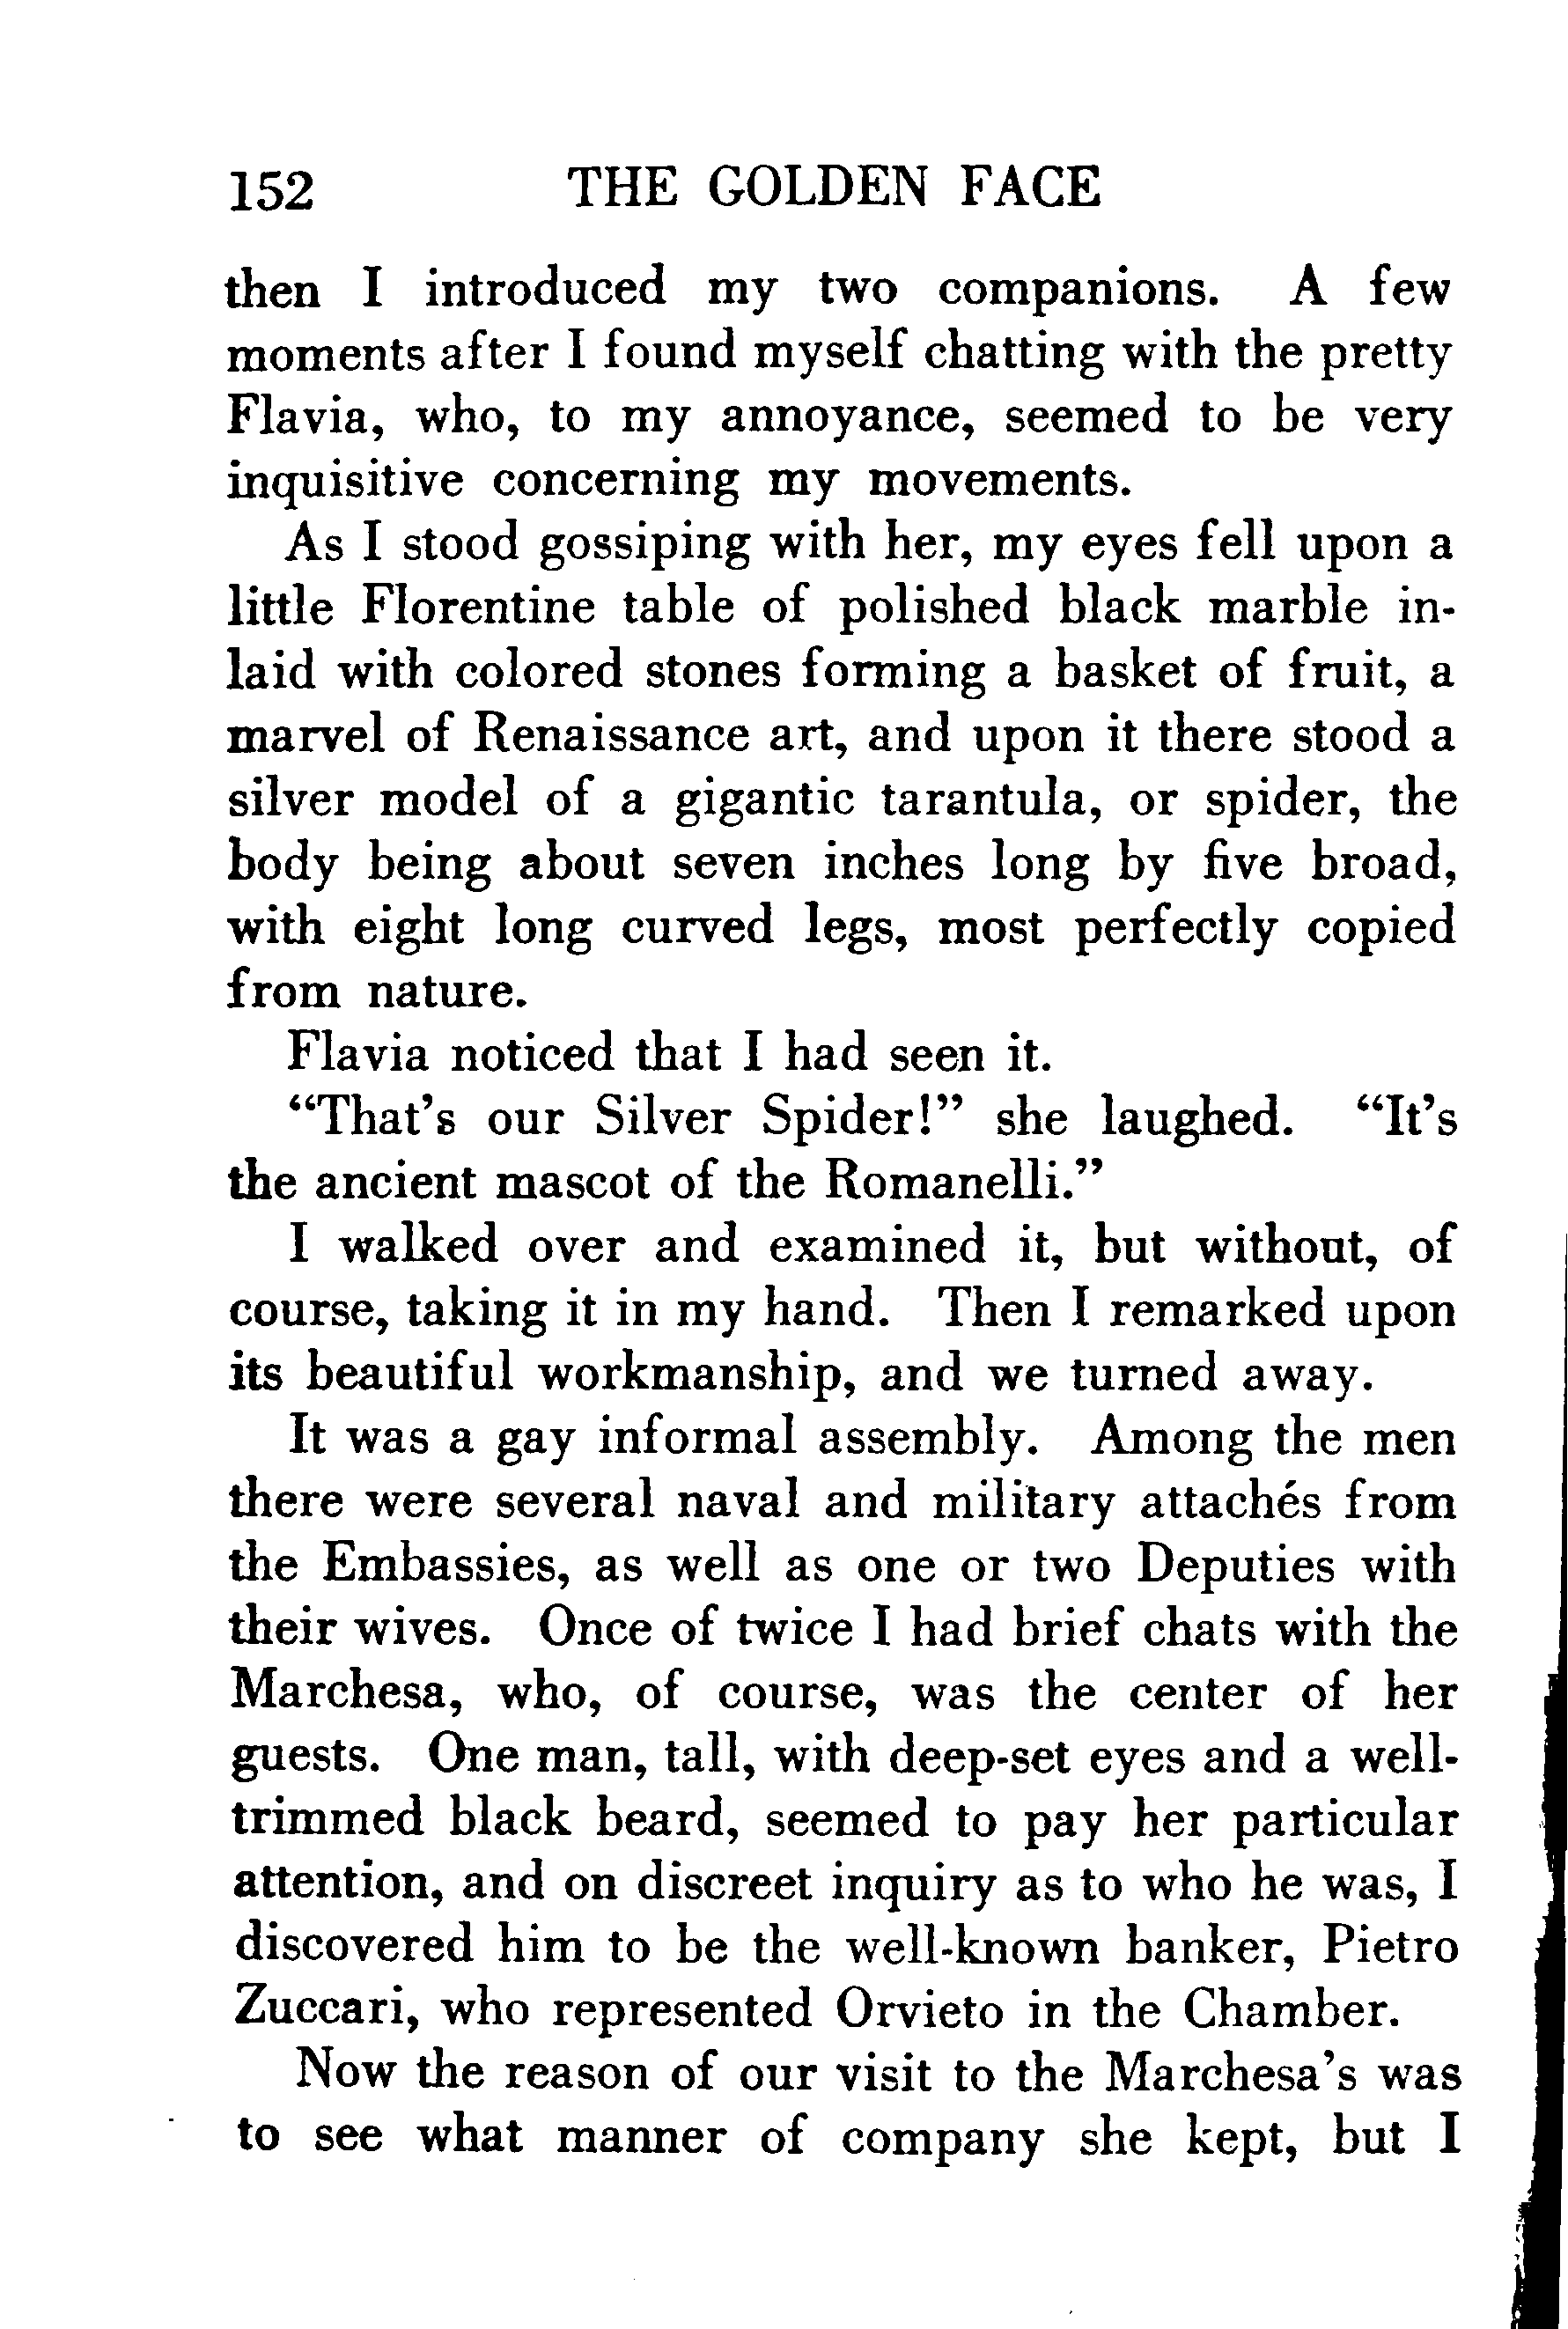 152 THE GOLDEN FACE
then I introduced my two companions. A few
moments after I found myself chatting with the pretty
Flavia, who, to my annoyance, seemed to be very
inquisitive concerning my movements.
As I stood gossiping with her, my eyes fell upon a
little Florentine table of polished black marble in-
laid with colored stones forming a basket of fruit, a
marvel of Renaissance art, and upon it there stood a
silver model of a gigantic tarantula, or spider, the
body being about seven inches long by five broad,
with eight long curved legs, most perfectly copied
from nature.
Flavia noticed that I had seen it.
“That’s our Silver Spider!” she laughed. “It’s
the ancient mascot of the Romanelli.”
I walked over and examined it, but without, of
course, taking it in my hand. Then I remarked upon
its beautiful workmanship, and we turned away.
It was a gay informal assembly. Among the men
there were several naval and military attachés from
the Embassies, as well as one or two Deputies with
their wives. Once of twice I had brief chats with the
Marchesa, who, of course, was the center of her
guests. One man, tall, with deep-set eyes and a well-
trimmed black beard, seemed to pay her particular
attention, and on discreet inquiry as to who he was, I
discovered him to be the well-known banker, Pietro
Zuccari, who represented Orvieto in the Chamber.
Now the reason of our visit to the Marchesa’s was
to see what manner of company she kept, but I